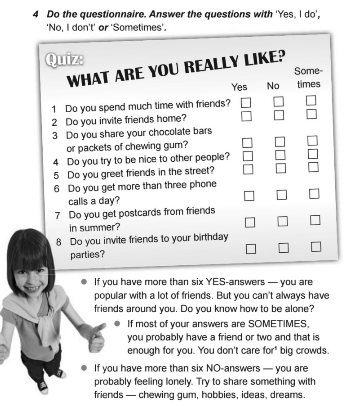 4 Do the questionnaire. Answer the questions with ‘Yes, I do’,
‘No, I don’t’ or ‘Sometimes’.
Quiz:
WHAT ARE YOU REALLY LIKE?
Yes No Some-
times
1 Do you spend much time with friends?
2 Do you invite friends home?
3 Do you share your chocolate bars
or packets of chewing gum?
4 Do you try to be nice to other people?
5 Do you greet friends in the street?
6 Do you get more than three phone
calls a day?
7 Do you get postcards from friends
in summer?
8 Do you invite friends to your birthday
parties?
If you have more than six YES-answers — you are
popular with a lot of friends. But you can’t always have
friends around you. Do you know how to be alone?
If most of your answers are SOMETIMES,
you probably have a friend or two and that is
enough for you. You don’t care for big crowds.
If you have more than six NO-answers — you are
probably feeling lonely. Try to share something with
friends — chewing gum, hobbies, ideas, dreams.